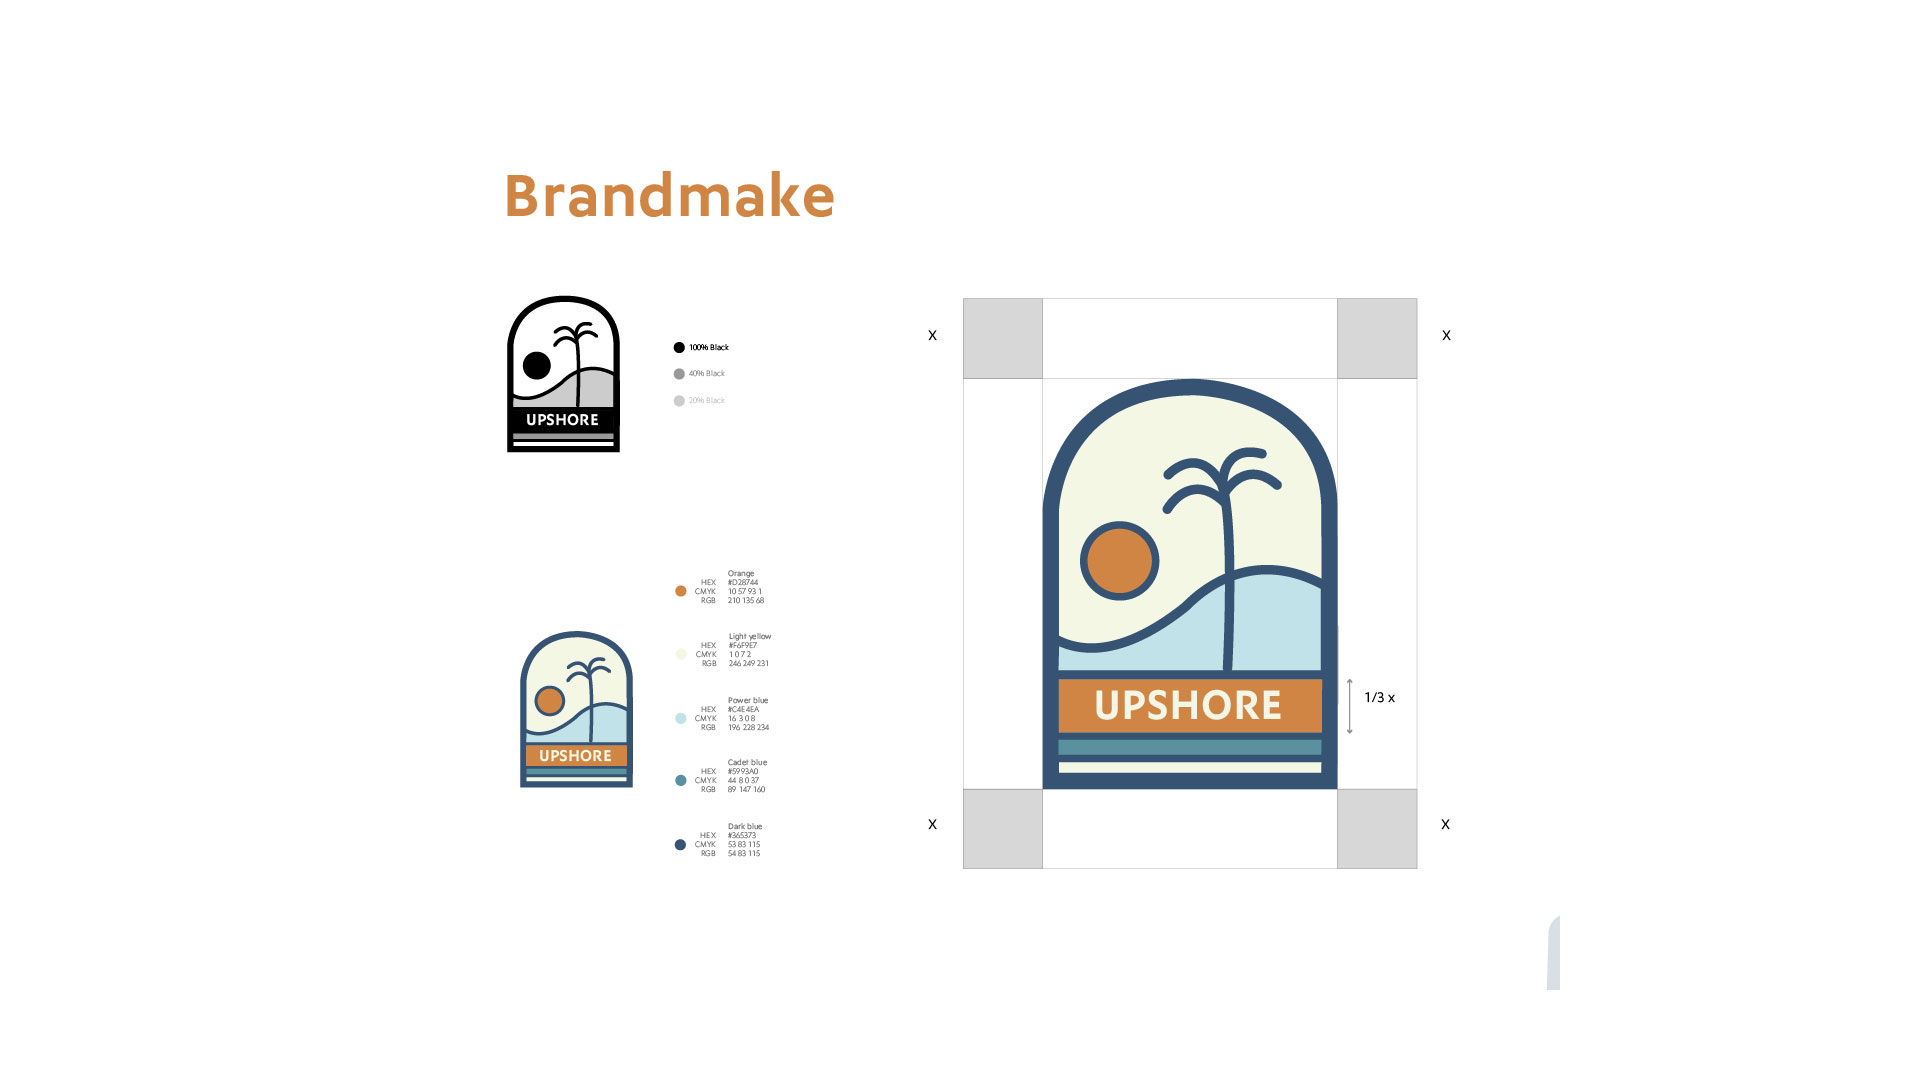 Brandmake
UPSHORE
100% Black
40% Black
20% Black
Orange
HEX #D28744
CMYK 10 57 93 1
RGB 210 135 68
Light yellow
HEX #F6F9E7
CMYK 1 0 7 2
RGB 246 249 231
Power blue
HEX #C4E4EA
CMYK 16 3 0 8
RGB 196 228 234
Cadet blue
HEX #5993A0
CMYK 44 8 0 37
RGB 89 147 160
Dark blue
HEX #365373
CMYK 53 83 115
RGB 54 83 115
UPSHORE
X
X
UPSHORE
1/3 x
X
X